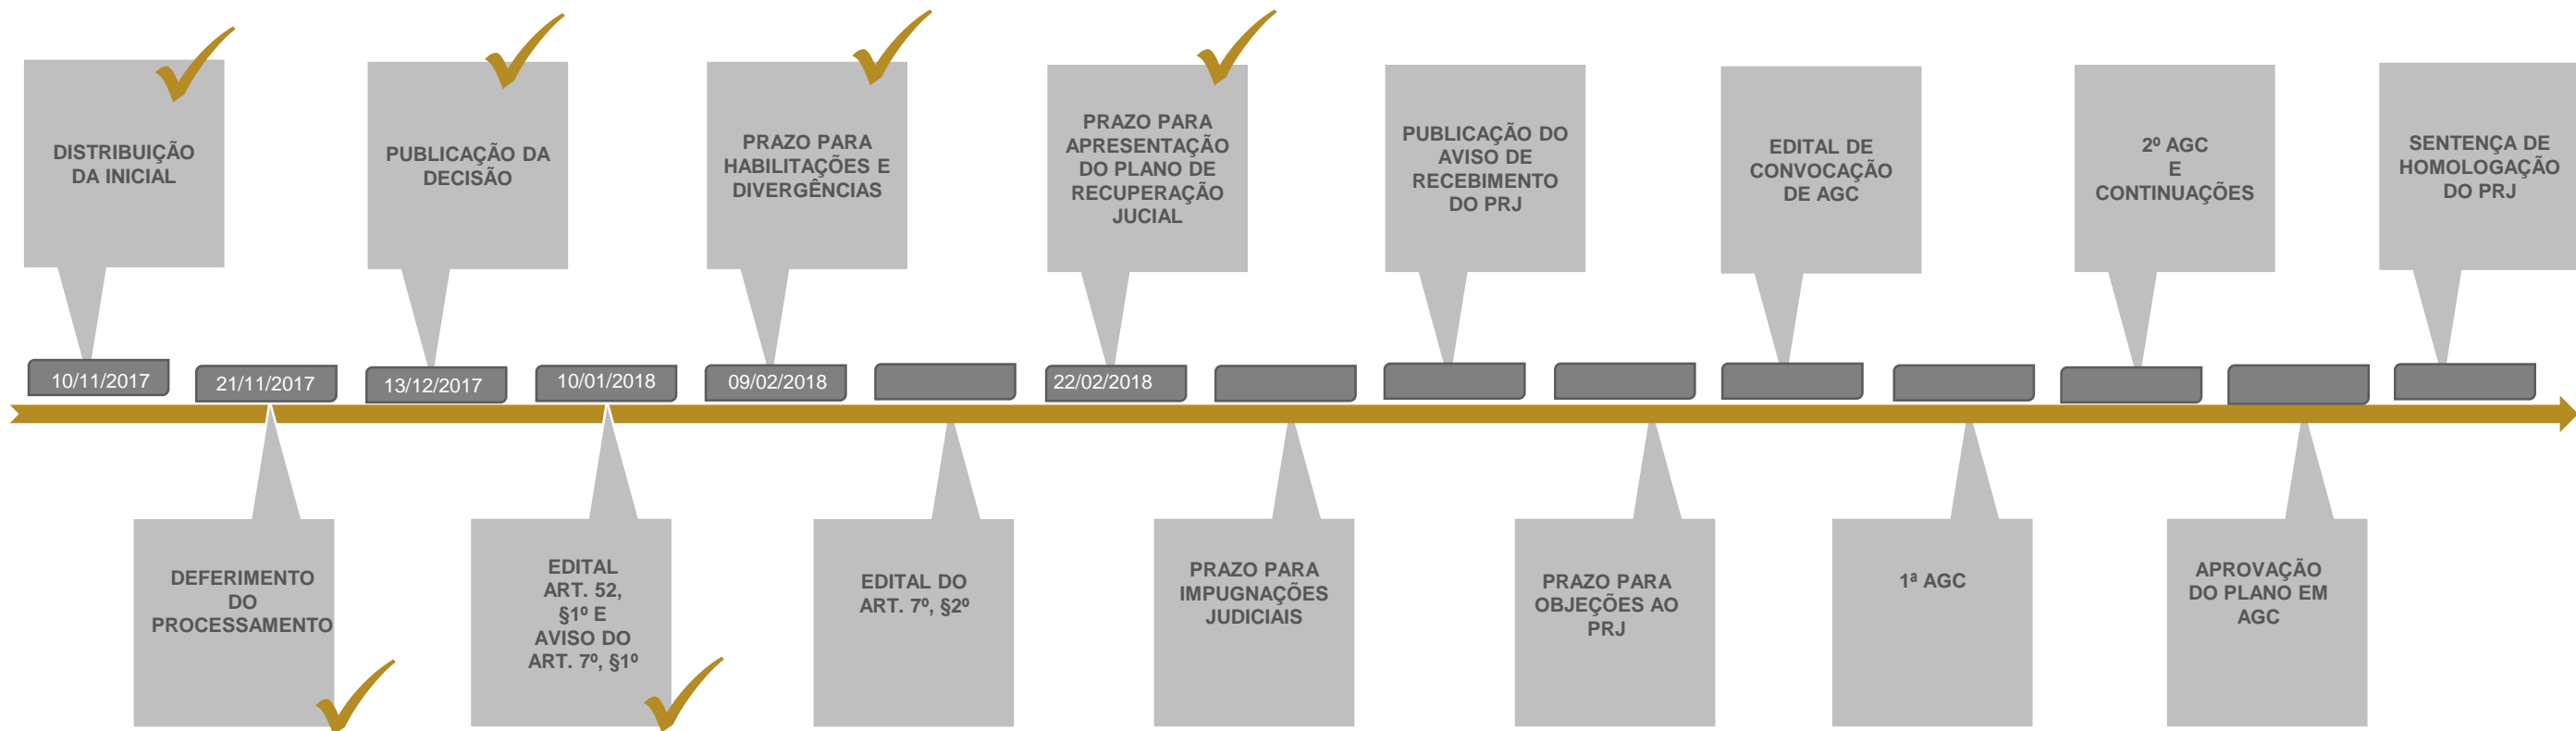 DISTRIBUIÇÃO
DA INICIAL
PUBLICAÇÃO DA
DECISÃO
PRAZO PARA
HABILITAÇÕES E
DIVERGÊNCIAS
PRAZO PARA
APRESENTAÇÃO
DO PLANO DE
RECUPERAÇÃO
JUCIAL
PUBLICAÇÃO DO
AVISO DE
RECEBIMENTO
DO PRJ
EDITAL DE
CONVOCAÇÃO
DE AGC
2º AGC
E
CONTINUAÇÕES
SENTENÇA DE
HOMOLOGAÇÃO
DO PRJ
10/11/2017
21/11/2017
13/12/2017
10/01/2018
09/02/2018
22/02/2018
DEFERIMENTO
DO
PROCESSAMENTO
EDITAL
ART. 52,
§1º E
AVISO DO
ART. 7º, §1º
EDITAL DO
ART. 7º, §2º
PRAZO PARA
IMPUGNAÇÕES
JUDICIAIS
PRAZO PARA
OBJEÇÕES AO
PRJ
1ª AGC
APROVAÇÃO
DO PLANO EM
AGC